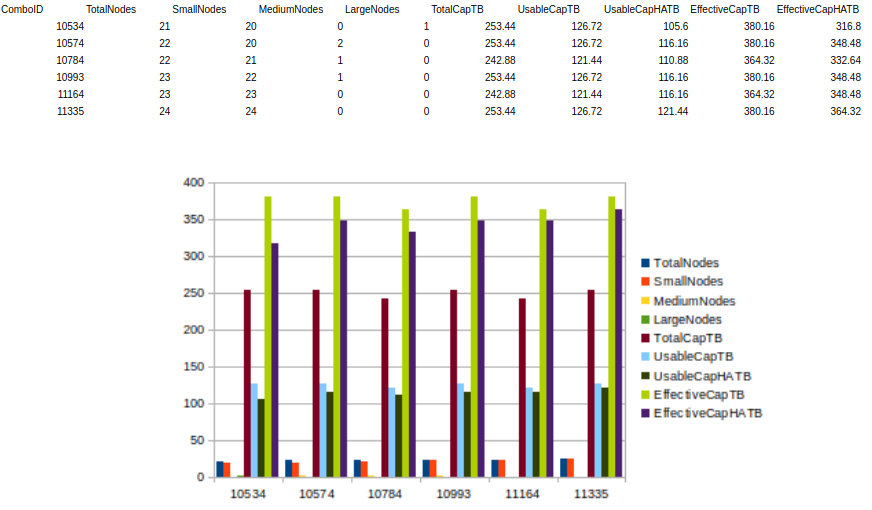 ComboID TotalNodes SmallNodes MediumNodes LargeNodes TotalCapTB UsableCapTB UsableCapHATB EffectiveCapTB EffectiveCapHATB
10534 21 20 0 1 253.44 126.72 105.6 380.16 316.8
10574 22 20 2 0 253.44 126.72 116.16 380.16 348.48
10784 22 21 1 0 242.88 121.44 110.88 364.32 332.64
10993 23 22 1 0 253.44 126.72 116.16 380.16 348.48
11164 23 23 0 0 242.88 121.44 116.16 364.32 348.48
11335 24 24 0 0 253.44 126.72 121.44 380.16 364.32
400
350
300
250
200
150
100
50
0
10534 10574 10784 10993 11164 11335
TotalNodes
SmallNodes
MediumNodes
LargeNodes
TotalCapTB
UsableCapTB
UsableCapHATB
EffectiveCapTB
EffectiveCapHATB